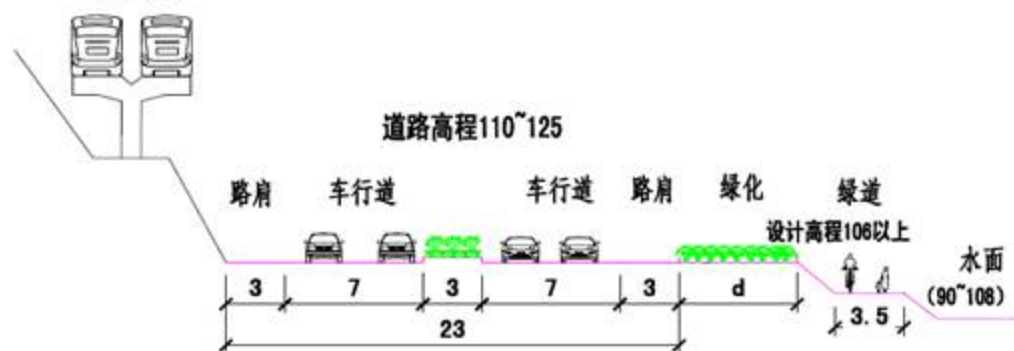 道路高程110~125
路肩 车行道 车行道 路肩 绿化 绿道
设计高程106以上
水面
(90~108)
3 7 3 7 3 d 3.5
23